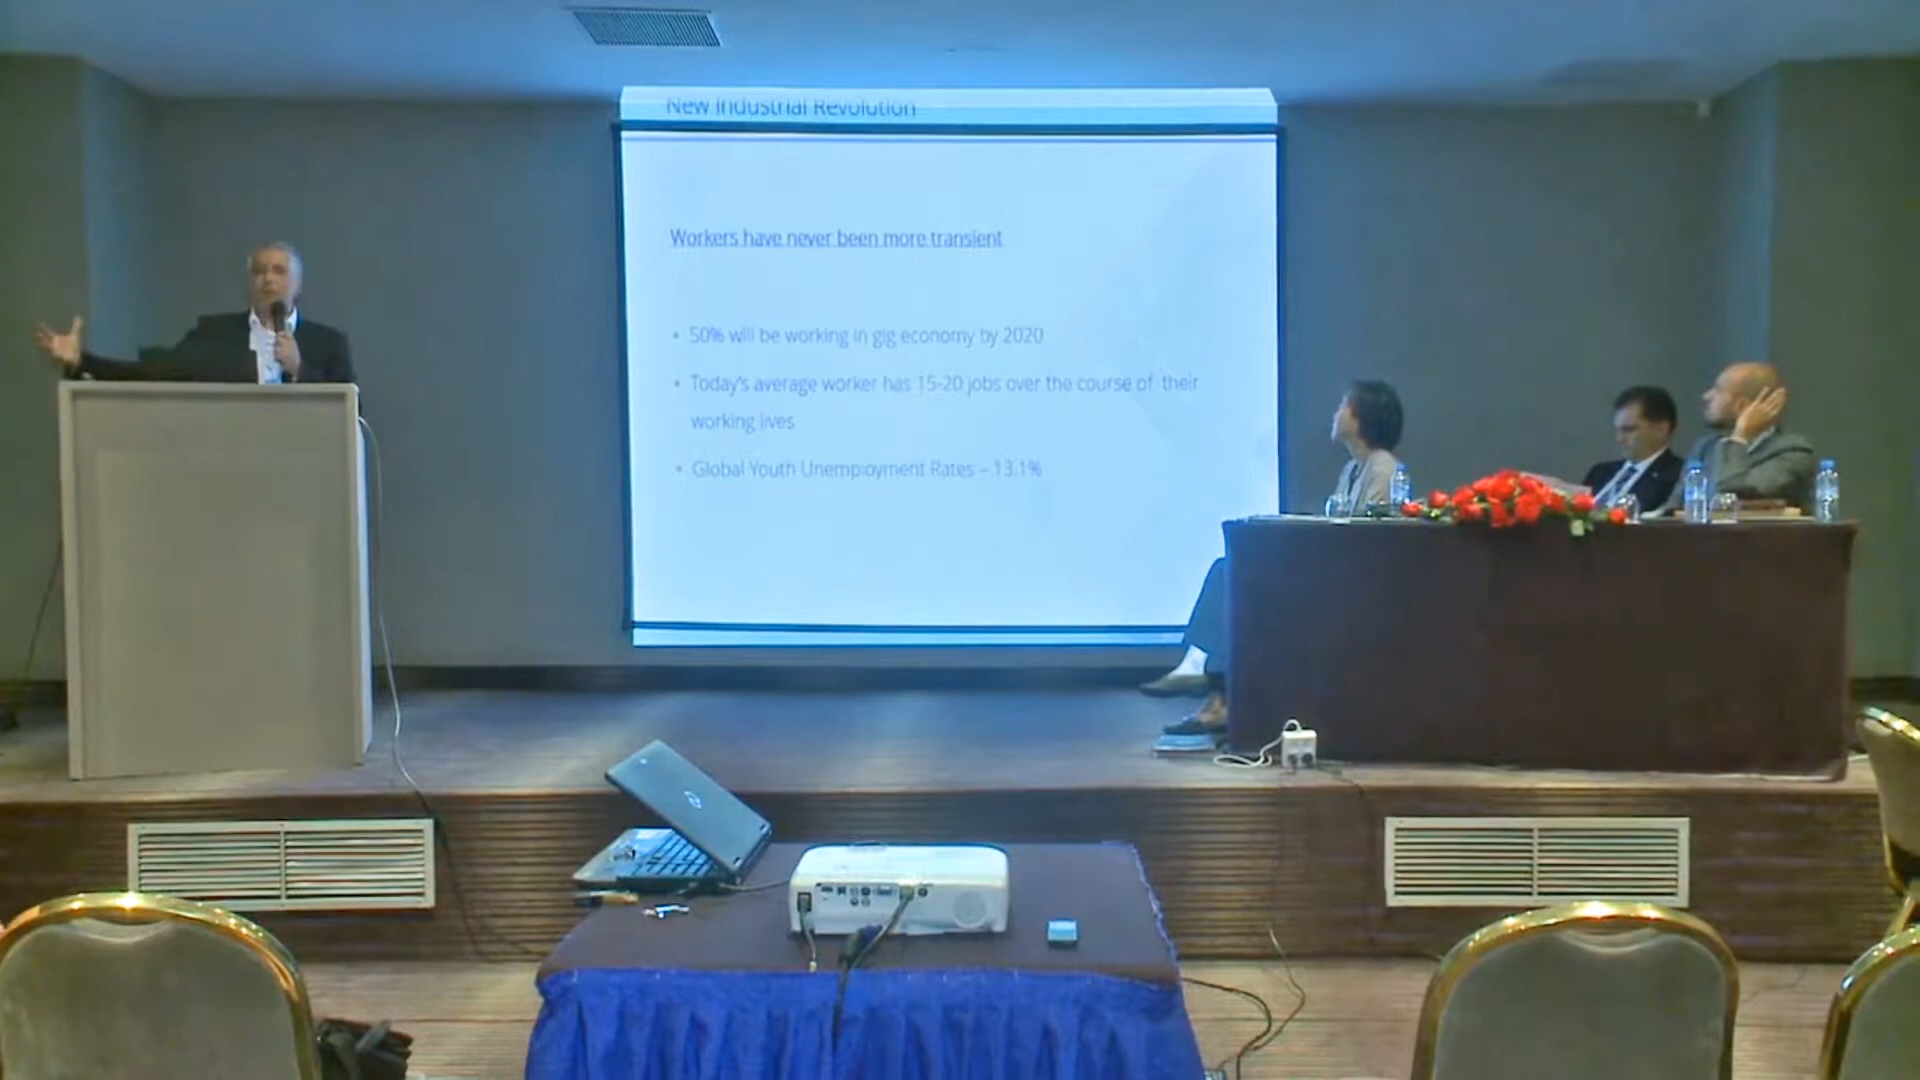 New Industrial Revolution
Workers have never been more transient
• 50% will be working in gig economy by 2020
• Today's average worker has 15-20 jobs over the course of their
working lives
• Global Youth Unemployment Rates – 13.1%